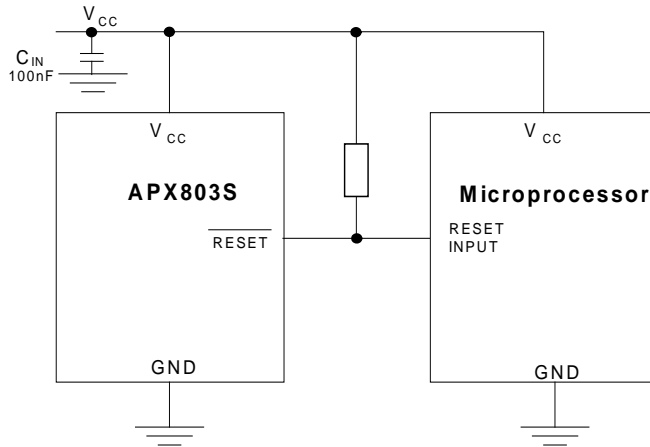 VCC
CIN
100nF
VCC
APX803S
RESET
GND
VCC
Microprocessor
RESET
INPUT
GND